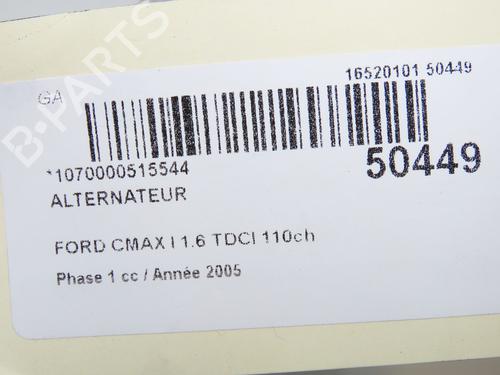 16520101 50449
GA
B-PARTS
*1070000515544
50449
ALTERNATEUR
FORD CMAX I 1.6 TDCI 110ch
Phase 1 cc / Année 2005